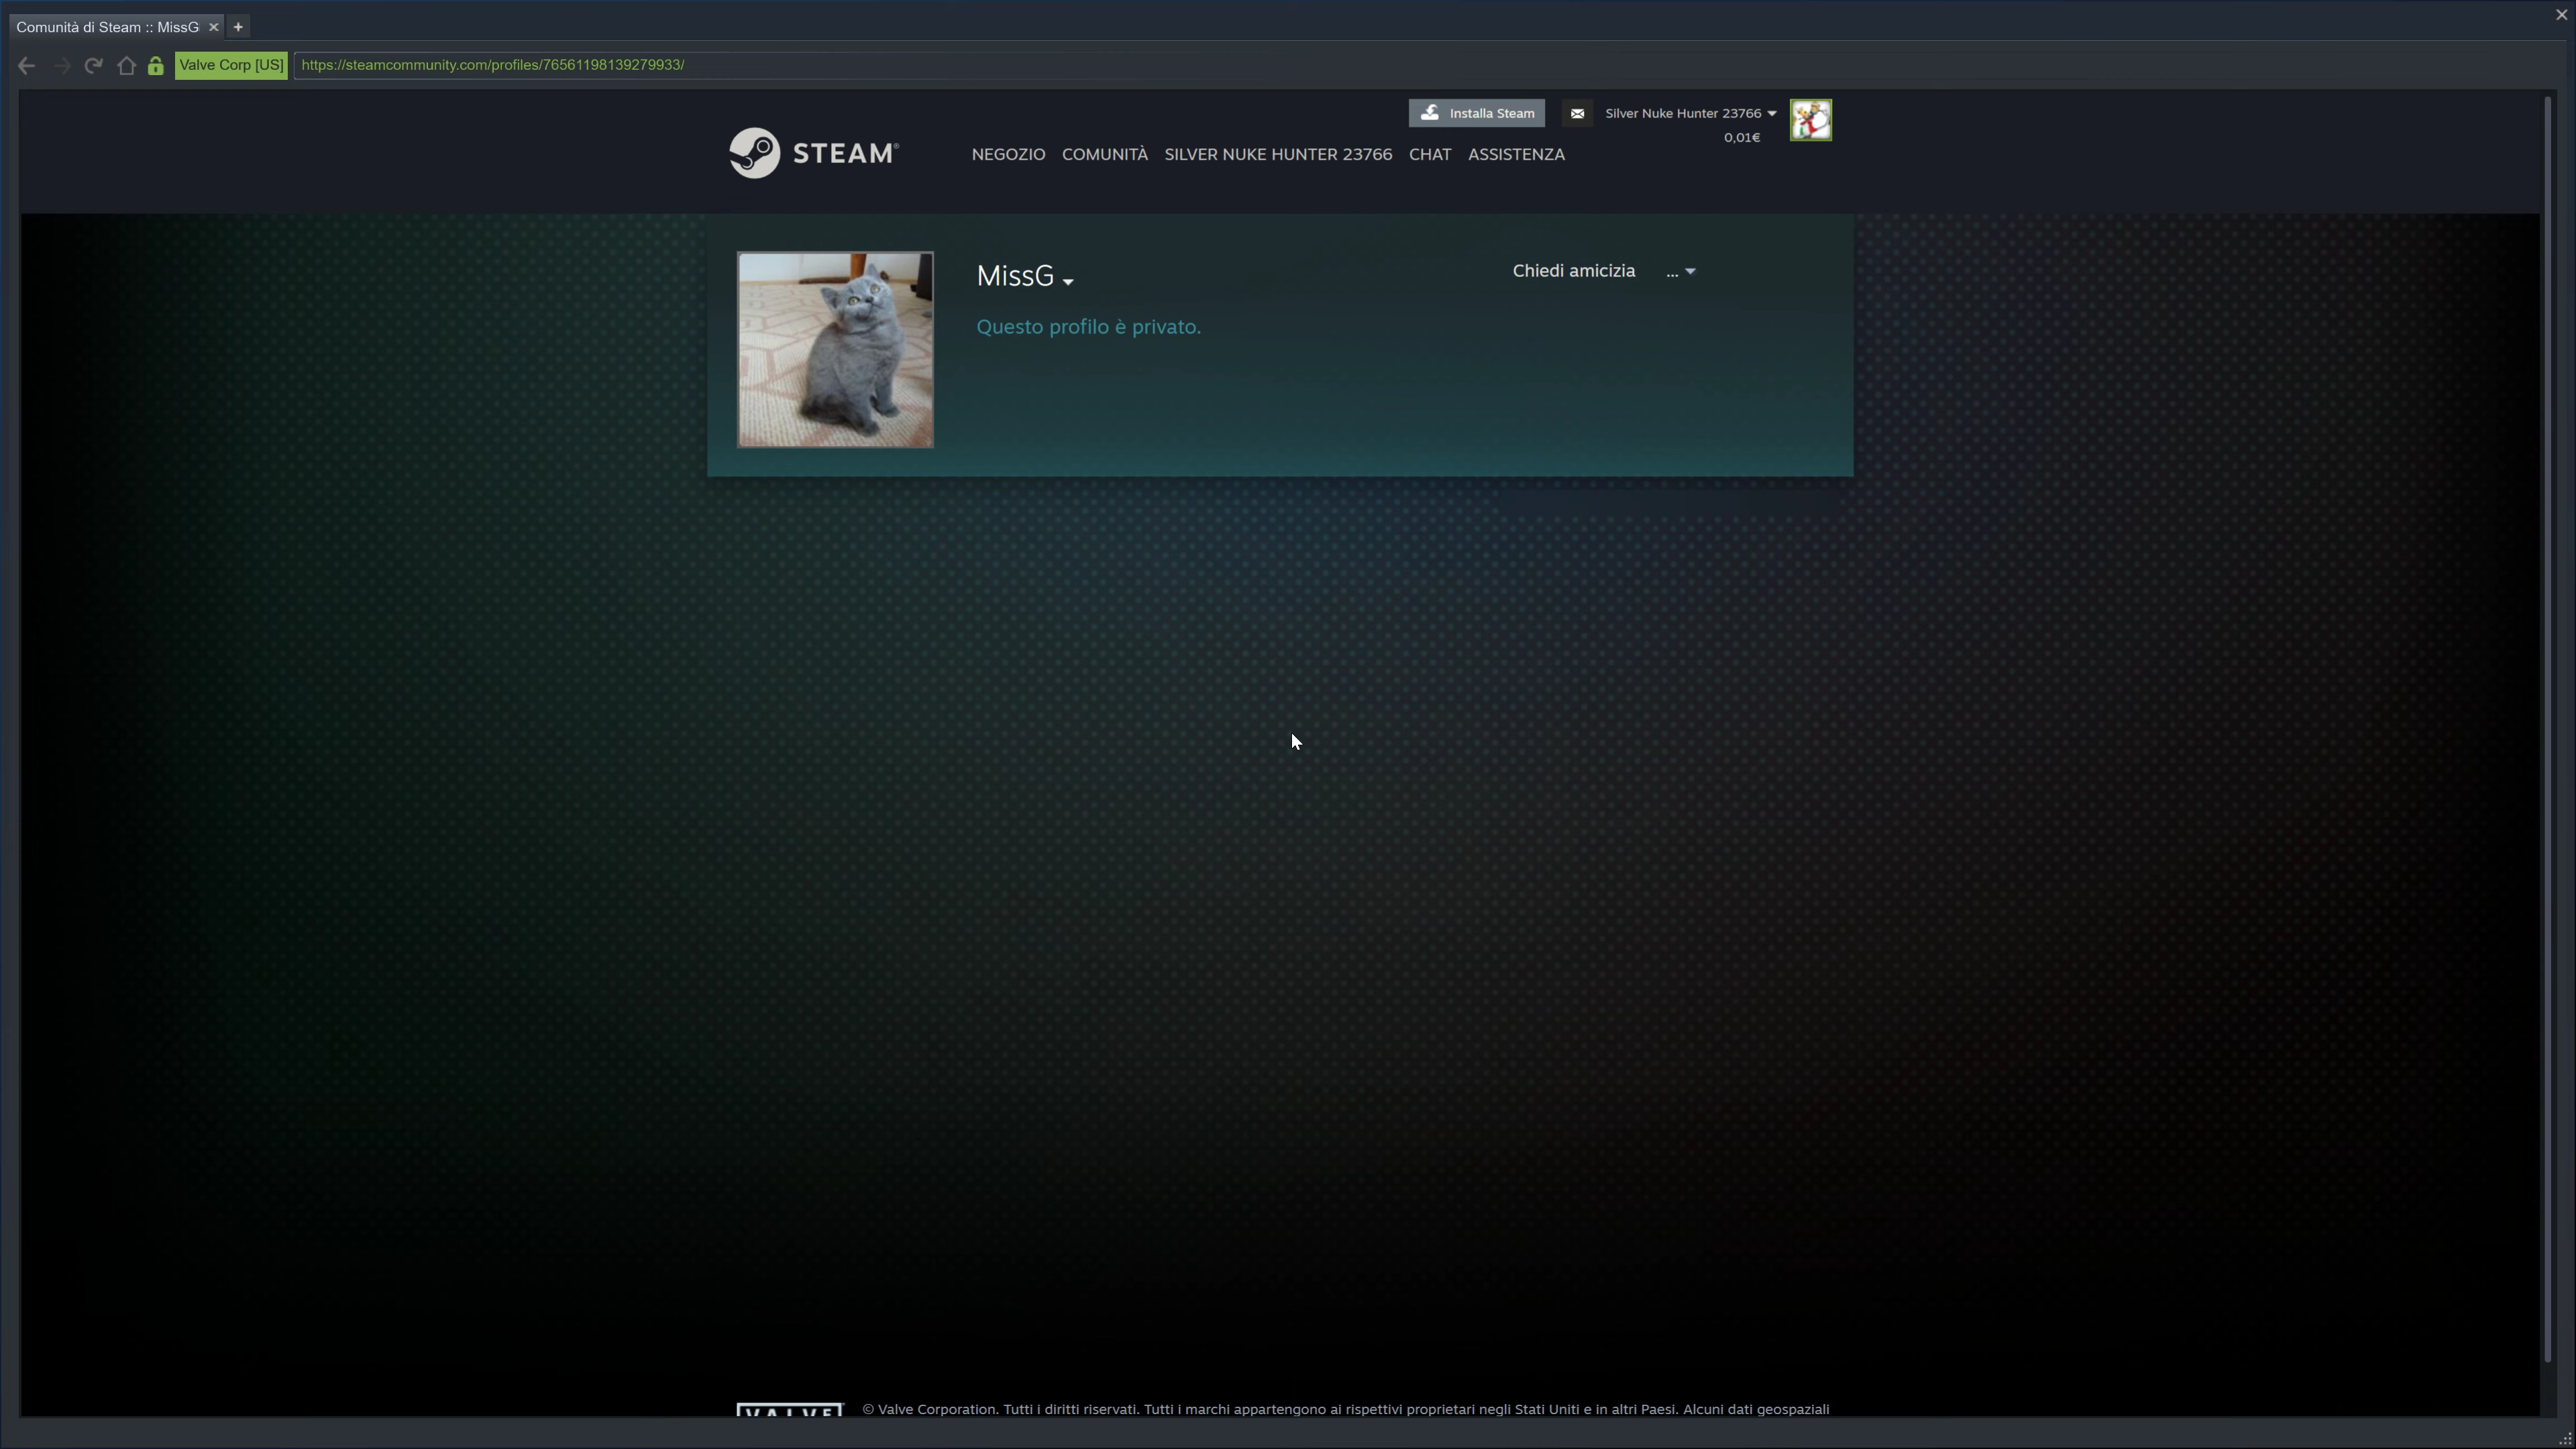 Comunità di Steam :: MissG
Valve Corp [US]
https://steamcommunity.com/profiles/76561198139279933/
Installa Steam
Silver Nuke Hunter 23766
0,01€
STEAM®
NEGOZIO
COMUNITÀ
SILVER NUKE HUNTER 23766
CHAT
ASSISTENZA
MissG
Chiedi amicizia
...
Questo profilo è privato.
VALVE
© Valve Corporation. Tutti i diritti riservati. Tutti i marchi appartengono ai rispettivi proprietari negli Stati Uniti e in altri Paesi. Alcuni dati geospaziali